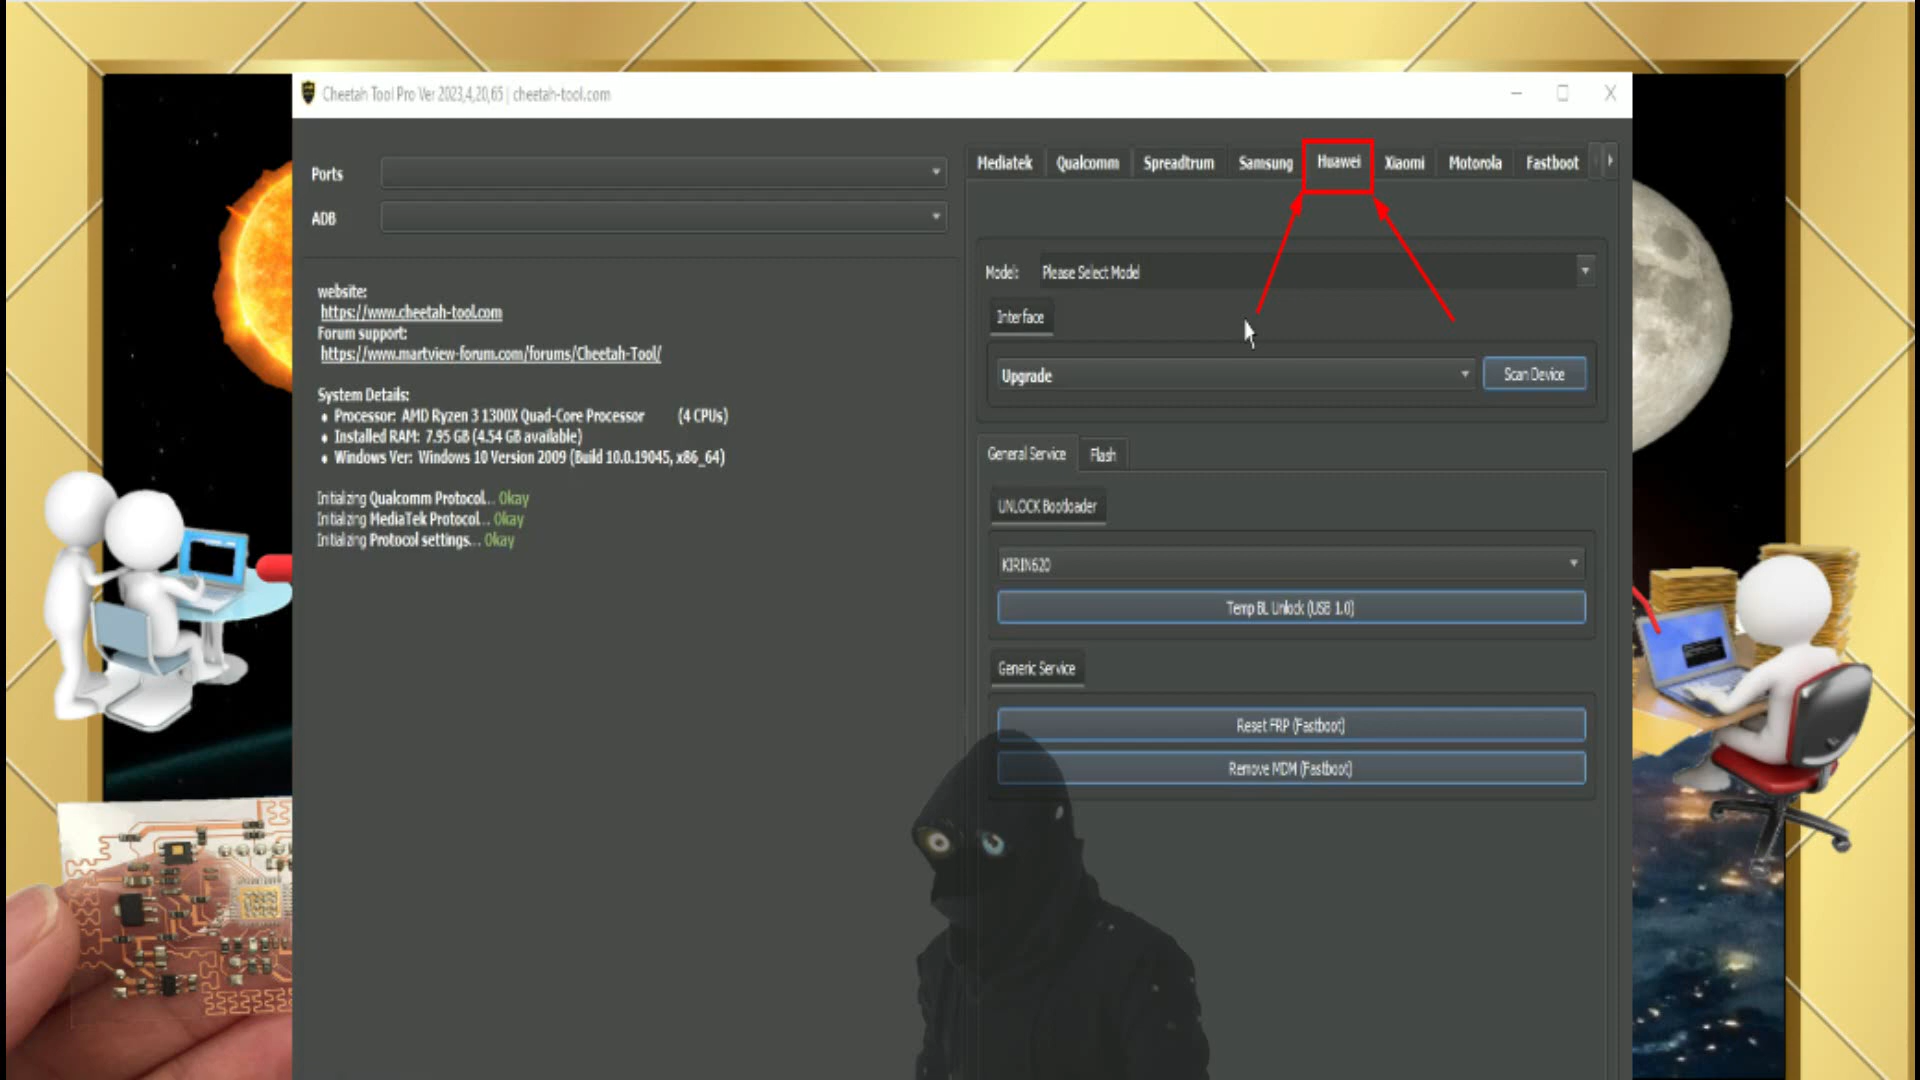 Cheetah Tool Pro Ver 2023,4,20,65 | cheetah-tool.com
Ports
ADB
website:
https://www.cheetah-tool.com
Forum support:
https://www.martview-forum.com/forums/Cheetah-Tool/
System Details:
Processor: AMD Ryzen 3 1300X Quad-Core Processor (4 CPUs)
Installed RAM: 7.95 GB (4.54 GB available)
Windows Ver: Windows 10 Version 2009 (Build 10.0.19045, x86_64)
Initializing Qualcomm Protocol... Okay
Initializing MediaTek Protocol... Okay
Initializing Protocol settings... Okay
Mediatek Qualcomm Spreadtrum Samsung Huawei Xiaomi Motorola Fastboot
Model: Please Select Model
Interface
Upgrade Scan Device
General Service Flash
UNLOCK Bootloader
KIRIN620
Temp BL Unlock (USB 1.0)
Generic Service
Reset FRP (Fastboot)
Remove MDM (Fastboot)